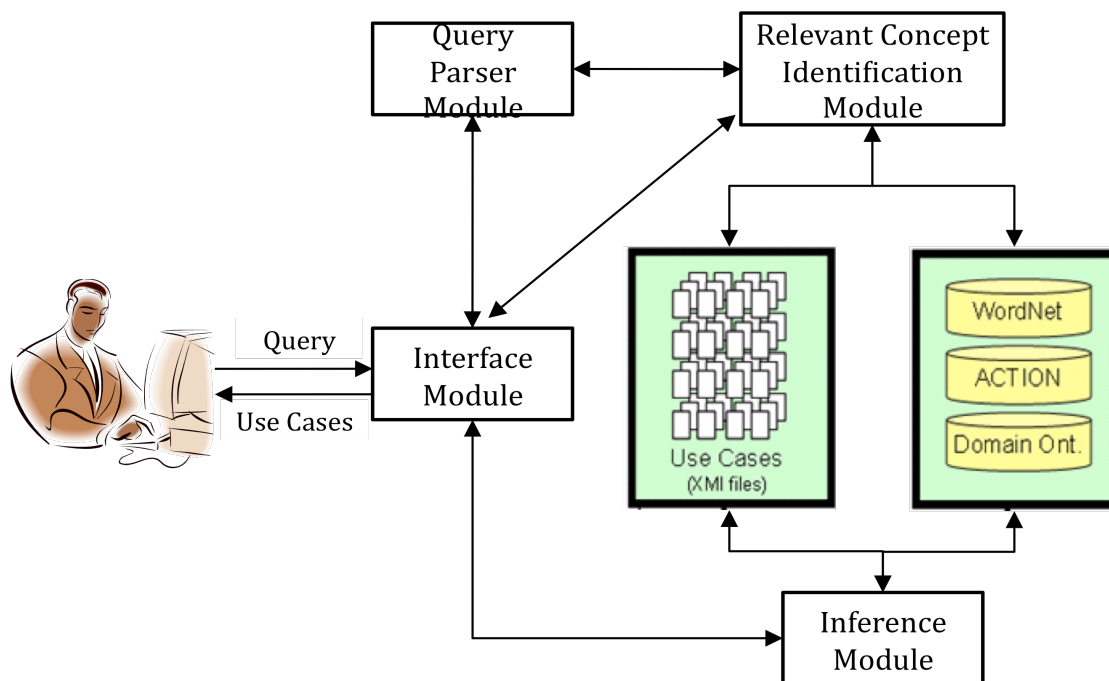 Query
Parser
Module
Relevant Concept
Identification
Module
Query
Use Cases
Interface
Module
Use Cases
(XMI files)
WordNet
ACTION
Domain Ont.
Inference
Module